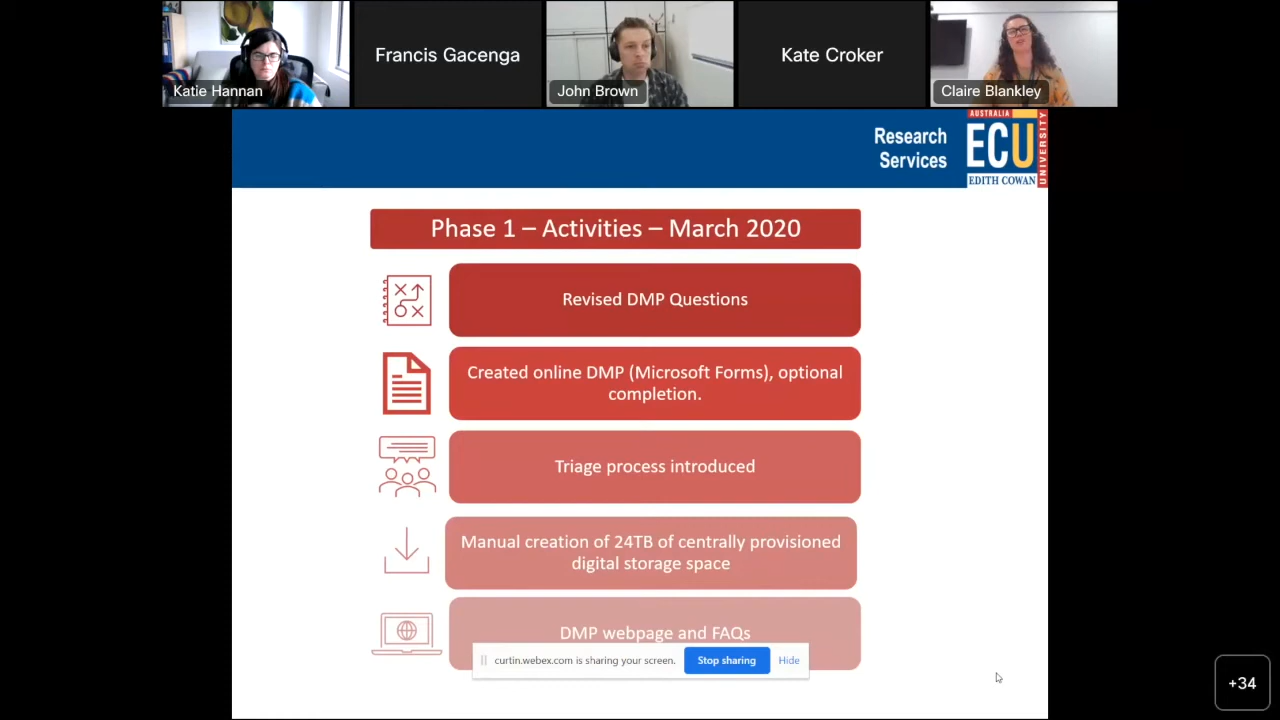 Katie Hannan
Francis Gacenga
John Brown
Kate Croker
Claire Blankley
Research
Services
AUSTRALIA
ECU
EDITH COWAN
UNIVERSITY
Phase 1 – Activities – March 2020
Revised DMP Questions
Created online DMP (Microsoft Forms), optional
completion.
Triage process introduced
Manual creation of 24TB of centrally provisioned
digital storage space
DMP webpage and FAQs
curtin.webex.com is sharing your screen.
Stop sharing
Hide
+34